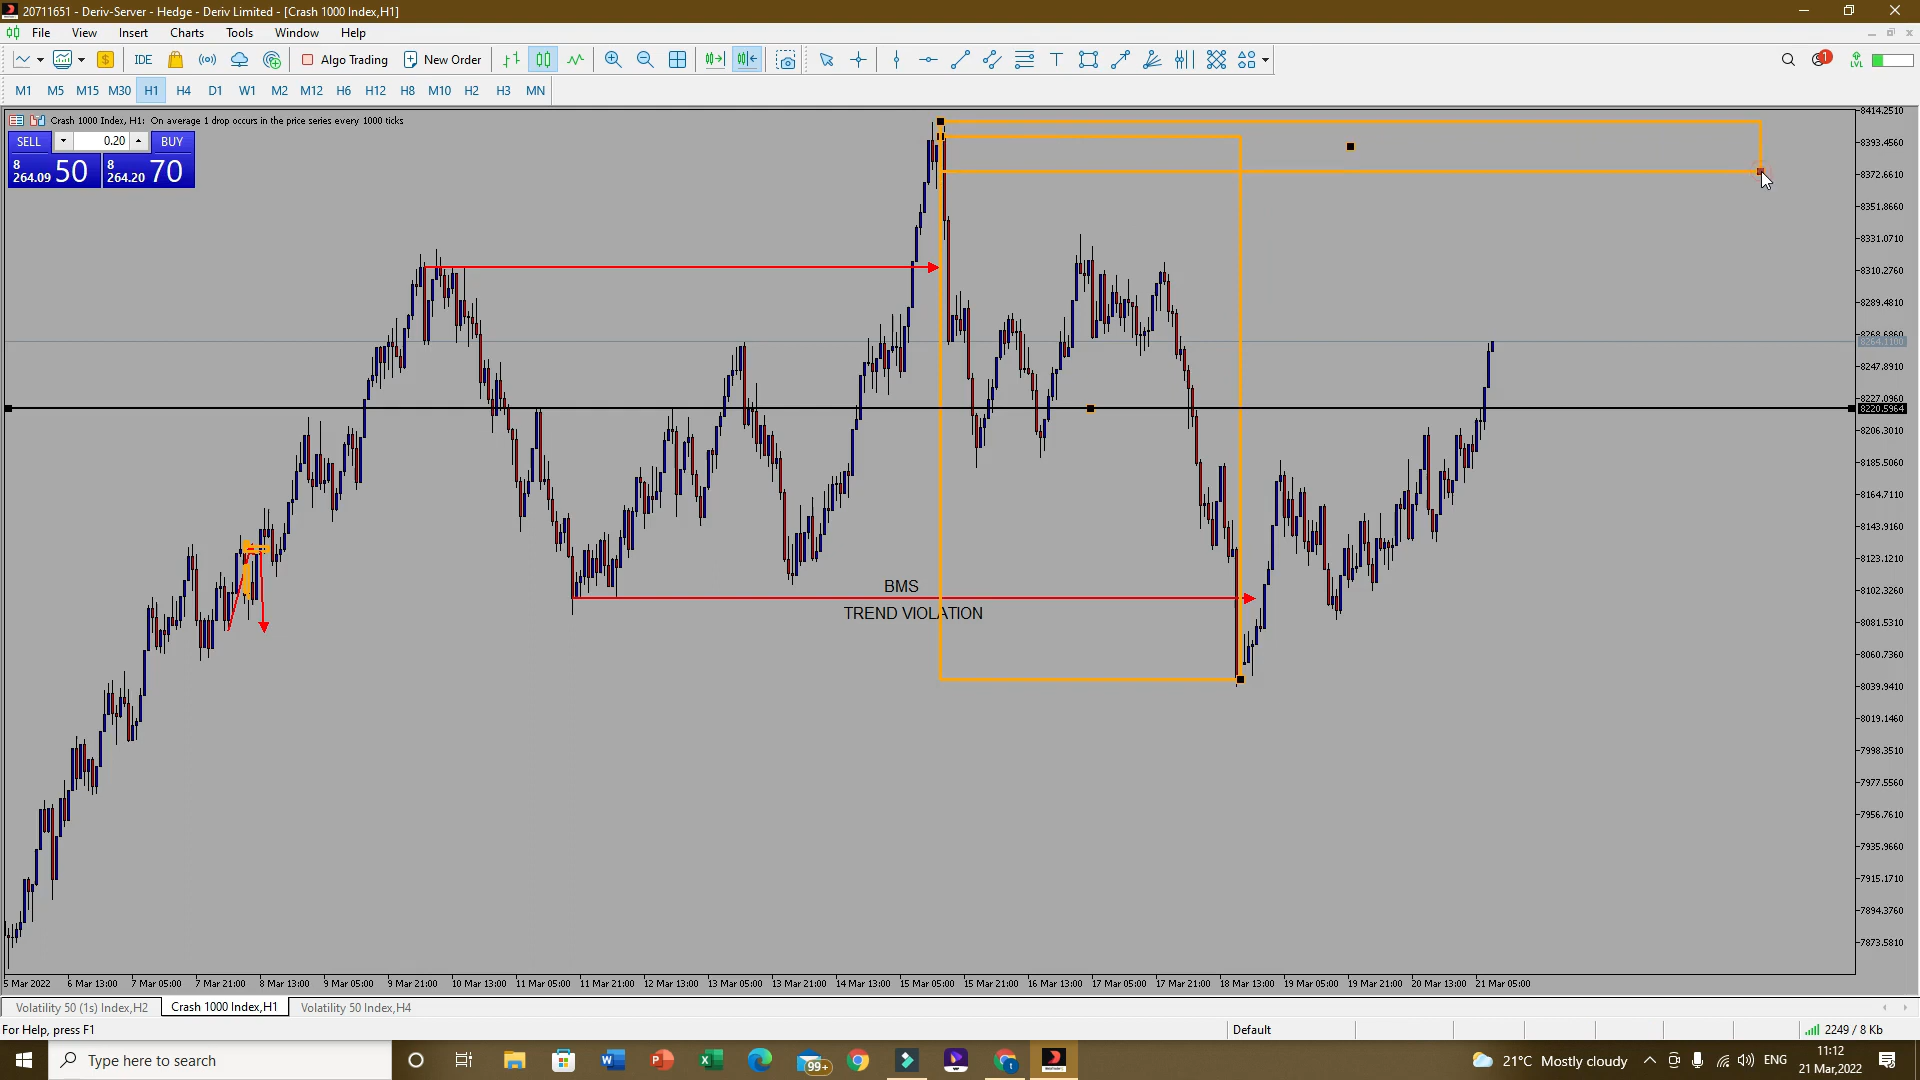 20711651 - Deriv-Server - Hedge - Deriv Limited - [Crash 1000 Index,H1]
File View Insert Charts Tools Window Help
IDE Algo Trading New Order 1 LVL
M1 M5 M15 M30 H1 H4 D1 W1 M2 M12 H6 H12 H8 M10 H2 H3 MN
Crash 1000 Index, H1: On average 1 drop occurs in the price series every 1000 ticks
SELL 0.20 BUY
8 264.09 50 8 264.20 70
8414.2510
8393.4560
8372.6610
8351.8660
8331.0710
8310.2760
8289.4810
8268.6860
8264.1100
8247.8910
8227.0960
8220.5964
8206.3010
8185.5060
8164.7110
8143.9160
8123.1210
8102.3260
8081.5310
8060.7360
8039.9410
8019.1460
7998.3510
7977.5560
7956.7610
7935.9660
7915.1710
7894.3760
7873.5810
BMS
TREND VIOLATION
5 Mar 2022 6 Mar 13:00 7 Mar 05:00 7 Mar 21:00 8 Mar 13:00 9 Mar 05:00 9 Mar 21:00 10 Mar 13:00 11 Mar 05:00 11 Mar 21:00 12 Mar 13:00 13 Mar 05:00 13 Mar 21:00 14 Mar 13:00 15 Mar 05:00 15 Mar 21:00 16 Mar 13:00 17 Mar 05:00 17 Mar 21:00 18 Mar 13:00 19 Mar 05:00 19 Mar 21:00 20 Mar 13:00 21 Mar 05:00
Volatility 50 (1s) Index,H2 Crash 1000 Index,H1 Volatility 50 Index,H4
For Help, press F1 Default 2249 / 8 Kb
Type here to search 99+ 21°C Mostly cloudy ENG 11:12
21 Mar,2022